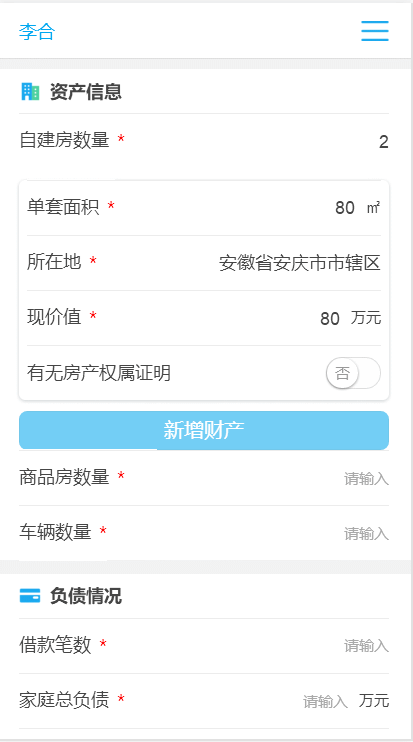 李合
资产信息
自建房数量 * 2
单套面积 * 80 ㎡
所在地 * 安徽省安庆市市辖区
现价值 * 80 万元
有无房产权属证明 否
新增财产
商品房数量 * 请输入
车辆数量 * 请输入
负债情况
借款笔数 * 请输入
家庭总负债 * 请输入 万元